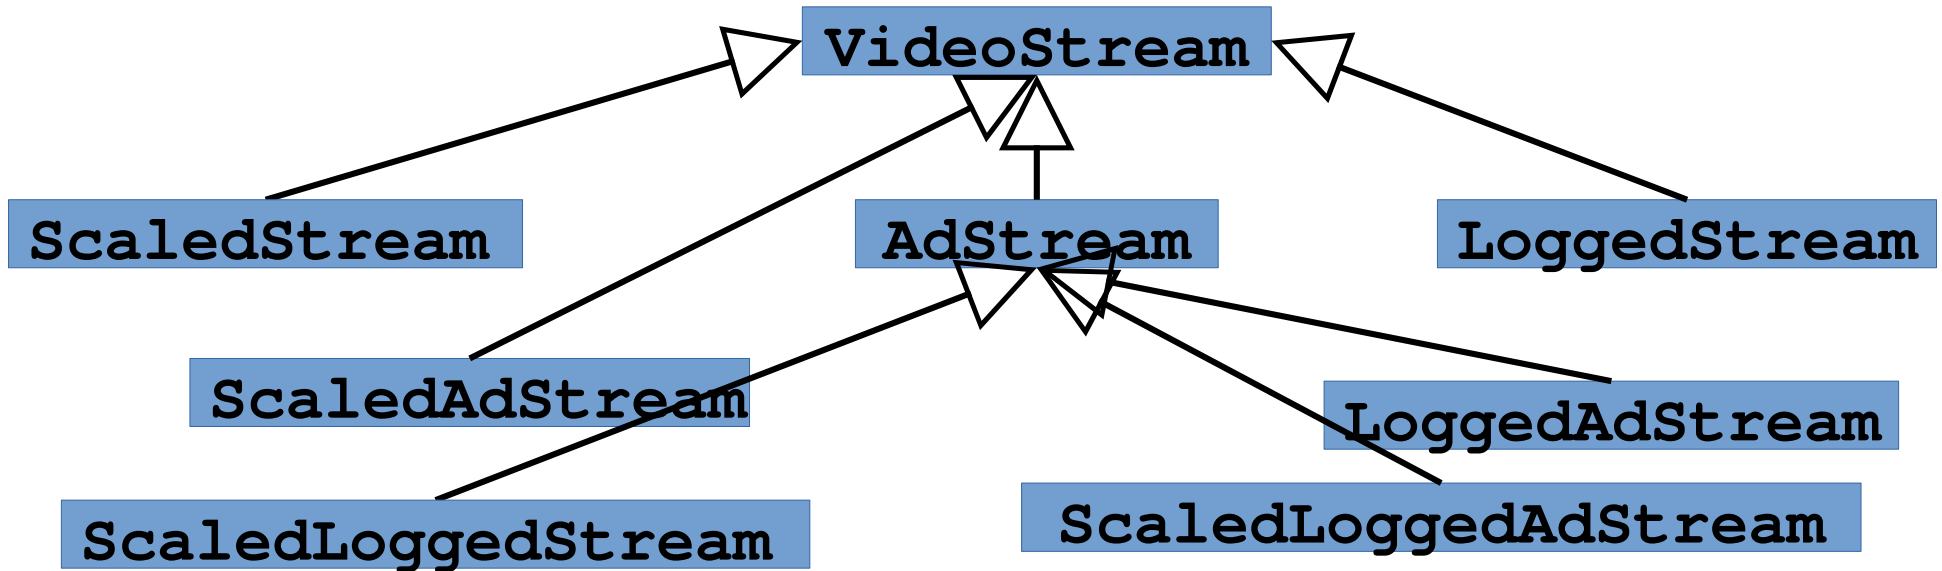 VideoStream
ScaledStream
AdStream
LoggedStream
ScaledAdStream
LoggedAdStream
ScaledLoggedStream
ScaledLoggedAdStream